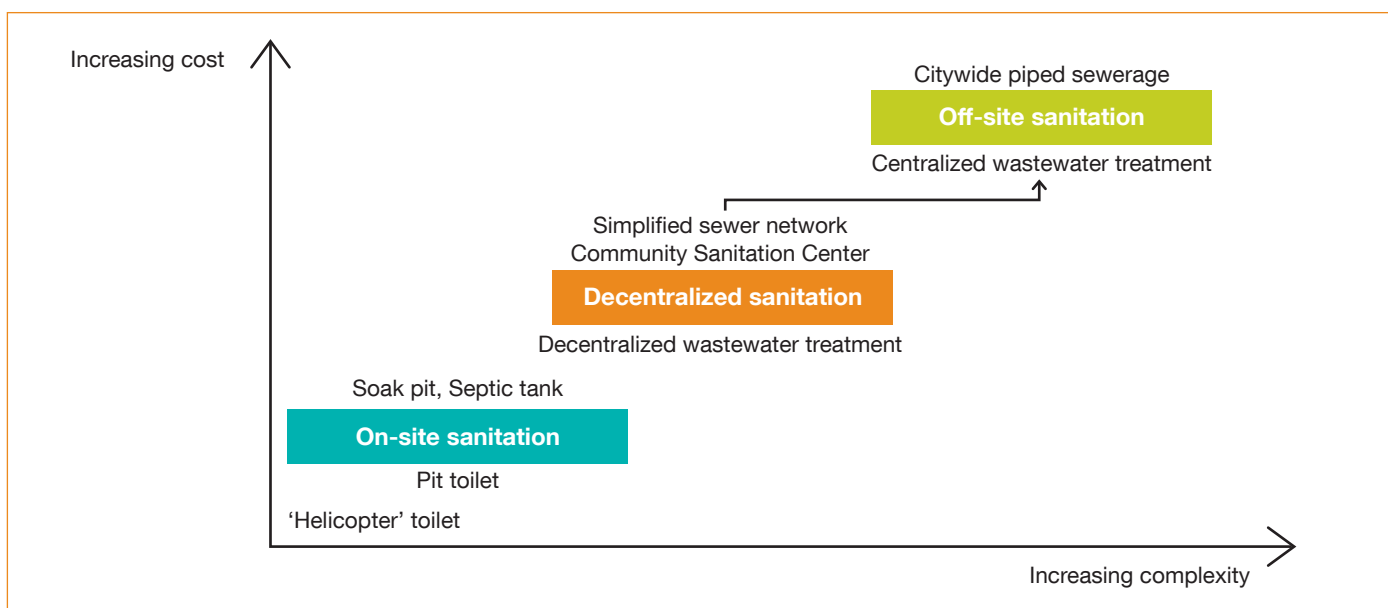 Increasing cost
Citywide piped sewerage
Off-site sanitation
Centralized wastewater treatment
Simplified sewer network
Community Sanitation Center
Decentralized sanitation
Decentralized wastewater treatment
Soak pit, Septic tank
On-site sanitation
Pit toilet
‘Helicopter’ toilet
Increasing complexity